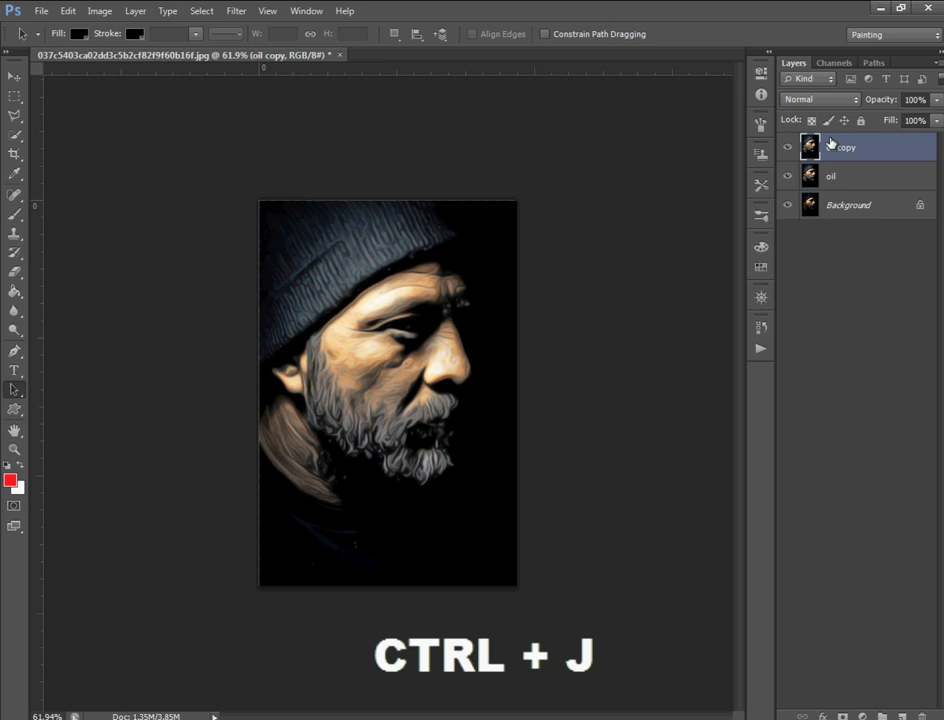 Ps File Edit Image Layer Type Select Filter View Window Help
Fill: Stroke: W: H: Align Edges Constrain Path Dragging Painting
037c5403ca02dd3c5b2cf82f9f60b16f.jpg @ 61.9% (oil copy, RGB/8#) * ×
0
0
Layers Channels Paths
Kind
Normal Opacity: 100%
Lock: Fill: 100%
copy
oil
Background
CTRL + J
61.94% Doc: 1.35M/3.85M